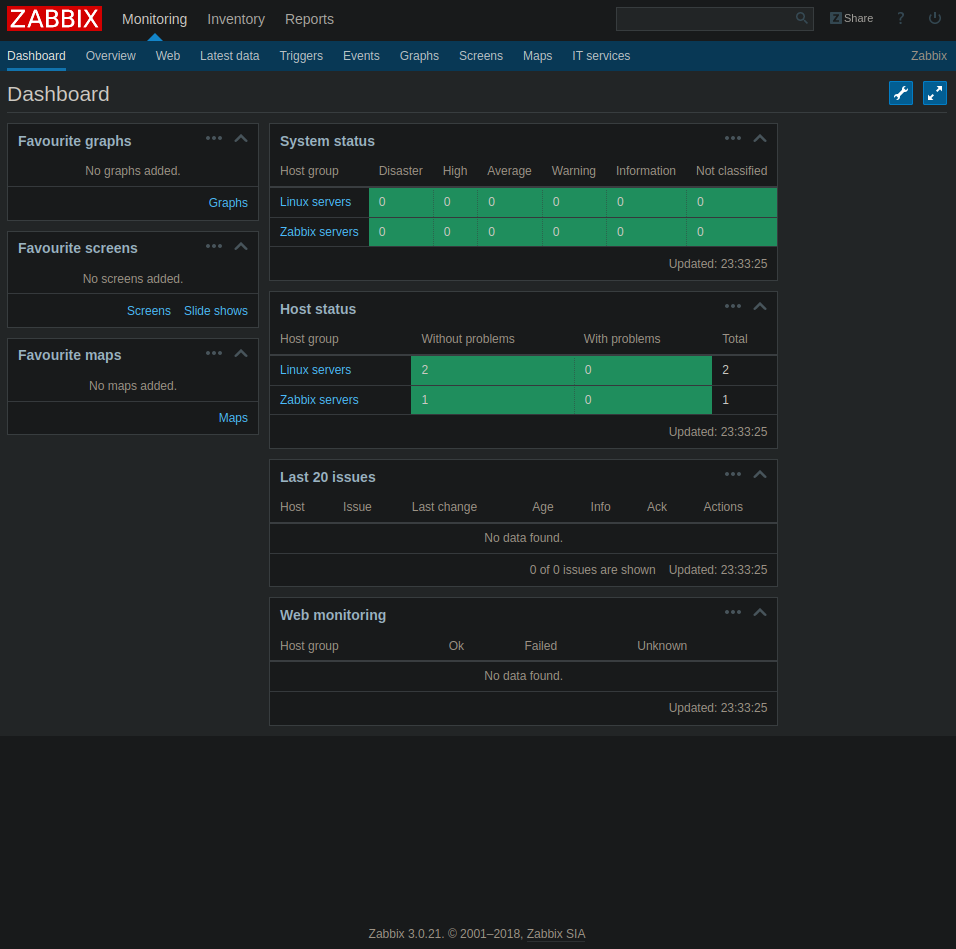 ZABBIX Monitoring Inventory Reports Z Share ?
Dashboard Overview Web Latest data Triggers Events Graphs Screens Maps IT services Zabbix
Dashboard
Favourite graphs
No graphs added.
Graphs
Favourite screens
No screens added.
Screens Slide shows
Favourite maps
No maps added.
Maps
System status
Host group Disaster High Average Warning Information Not classified
Linux servers 0 0 0 0 0 0
Zabbix servers 0 0 0 0 0 0
Updated: 23:33:25
Host status
Host group Without problems With problems Total
Linux servers 2 0 2
Zabbix servers 1 0 1
Updated: 23:33:25
Last 20 issues
Host Issue Last change Age Info Ack Actions
No data found.
0 of 0 issues are shown Updated: 23:33:25
Web monitoring
Host group Ok Failed Unknown
No data found.
Updated: 23:33:25
Zabbix 3.0.21. © 2001–2018, Zabbix SIA